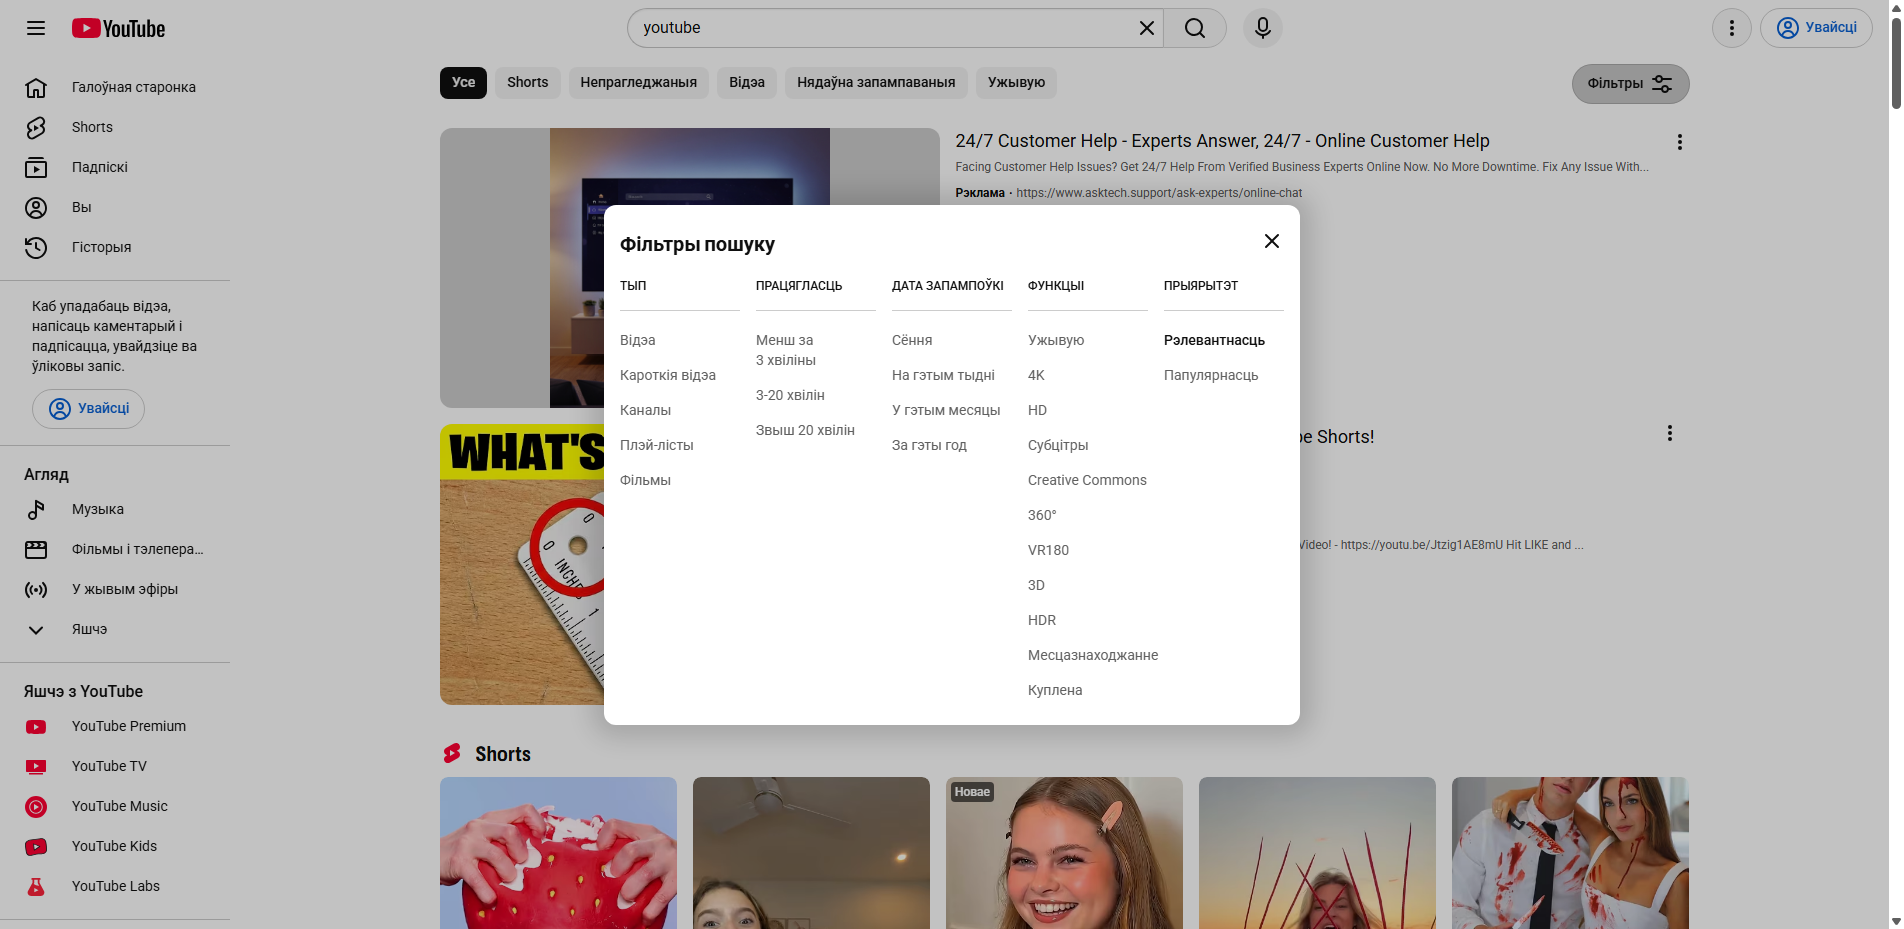 YouTube
youtube
Увайсці
Галоўная старонка
Shorts
Падпіскі
Вы
Гісторыя
Каб упадабаць відэа,
напісаць каментарый і
падпісацца, увайдзіце ва
ўліковы запіс.
Увайсці
Агляд
Музыка
Фільмы і тэлепера...
У жывым эфіры
Яшчэ
Яшчэ з YouTube
YouTube Premium
YouTube TV
YouTube Music
YouTube Kids
YouTube Labs
Усе
Shorts
Непрагледжаныя
Відэа
Нядаўна запампаваныя
Ужывую
Фільтры
24/7 Customer Help - Experts Answer, 24/7 - Online Customer Help
Facing Customer Help Issues? Get 24/7 Help From Verified Business Experts Online Now. No More Downtime. Fix Any Issue With...
Рэклама · https://www.asktech.support/ask-experts/online-chat
Фільтры пошуку
ТЫП
Відэа
Кароткія відэа
Каналы
Плэй-лісты
Фільмы
ПРАЦЯГЛАСЦЬ
Менш за
3 хвіліны
3-20 хвілін
Звыш 20 хвілін
ДАТА ЗАПАМПОЎКІ
Сёння
На гэтым тыдні
У гэтым месяцы
За гэты год
ФУНКЦЫІ
Ужывую
4K
HD
Субцітры
Creative Commons
360°
VR180
3D
HDR
Месцазнаходжанне
Куплена
ПРЫЯРЫТЭТ
Рэлевантнасць
Папулярнасць
WHAT'S
0
0
INCHES
1
be Shorts!
Video! - https://youtu.be/Jtzig1AE8mU Hit LIKE and ...
Shorts
Новае